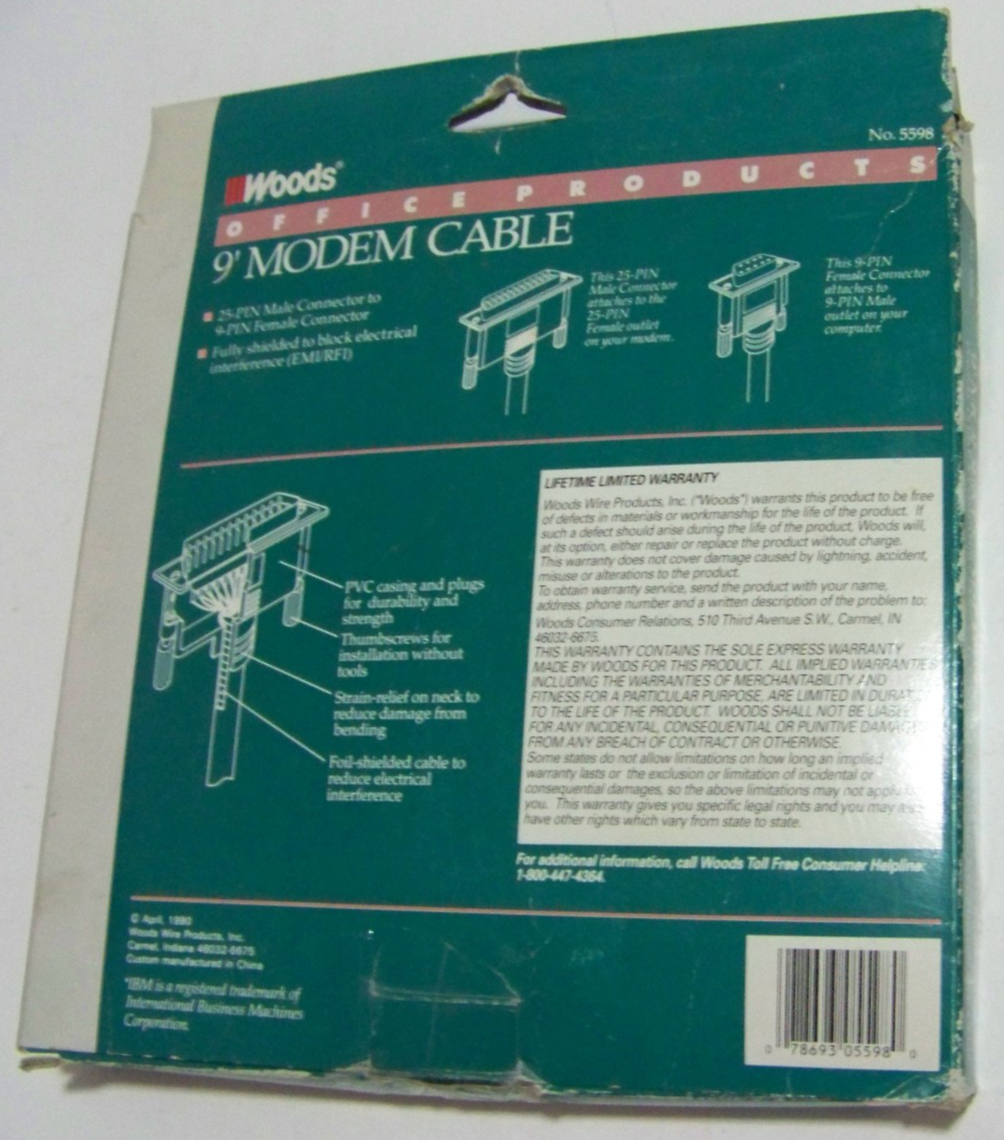 No. 5598
Woods®
OFFICE PRODUCTS
9' MODEM CABLE
25-PIN Male Connector to
9-PIN Female Connector
Fully shielded to block electrical
interference (EMI/RFI)
This 25-PIN
Male Connector
attaches to the
25-PIN
Female outlet
on your modem.
This 9-PIN
Female Connector
attaches to
9-PIN Male
outlet on your
computer.
PVC casing and plugs
for durability and
strength
Thumbscrews for
installation without
tools
Strain-relief on neck to
reduce damage from
bending
Foil-shielded cable to
reduce electrical
interference
LIFETIME LIMITED WARRANTY
Woods Wire Products, Inc. ("Woods") warrants this product to be free
of defects in materials or workmanship for the life of the product. If
such a defect should arise during the life of the product, Woods will,
at its option, either repair or replace the product without charge.
This warranty does not cover damage caused by lightning, accident,
misuse or alterations to the product.
To obtain warranty service, send the product with your name,
address, phone number and a written description of the problem to:
Woods Consumer Relations, 510 Third Avenue S.W., Carmel, IN
46032-6675.
THIS WARRANTY CONTAINS THE SOLE EXPRESS WARRANTY
MADE BY WOODS FOR THIS PRODUCT. ALL IMPLIED WARRANTIES
INCLUDING THE WARRANTIES OF MERCHANTABILITY AND
FITNESS FOR A PARTICULAR PURPOSE, ARE LIMITED IN
TO THE LIFE OF THE PRODUCT. WOODS SHALL NOT BE LIABLE
FOR ANY INCIDENTAL, CONSEQUENTIAL OR PUNITIVE
FROM ANY BREACH OF CONTRACT OR OTHERWISE.
Some states do not allow limitations on how long an implied
warranty lasts or the exclusion or limitation of incidental or
consequential damages, so the above limitations may not apply to
you. This warranty gives you specific legal rights and you may also
have other rights which vary from state to state.
For additional information, call Woods Toll Free Consumer Helpline:
1-800-447-4364.
© April, 1990
Woods Wire Products, Inc.
Carmel, Indiana 46032-6675
Custom manufactured in China
*IBM is a registered trademark of
International Business Machines
Corporation.
0 78693 05598 0